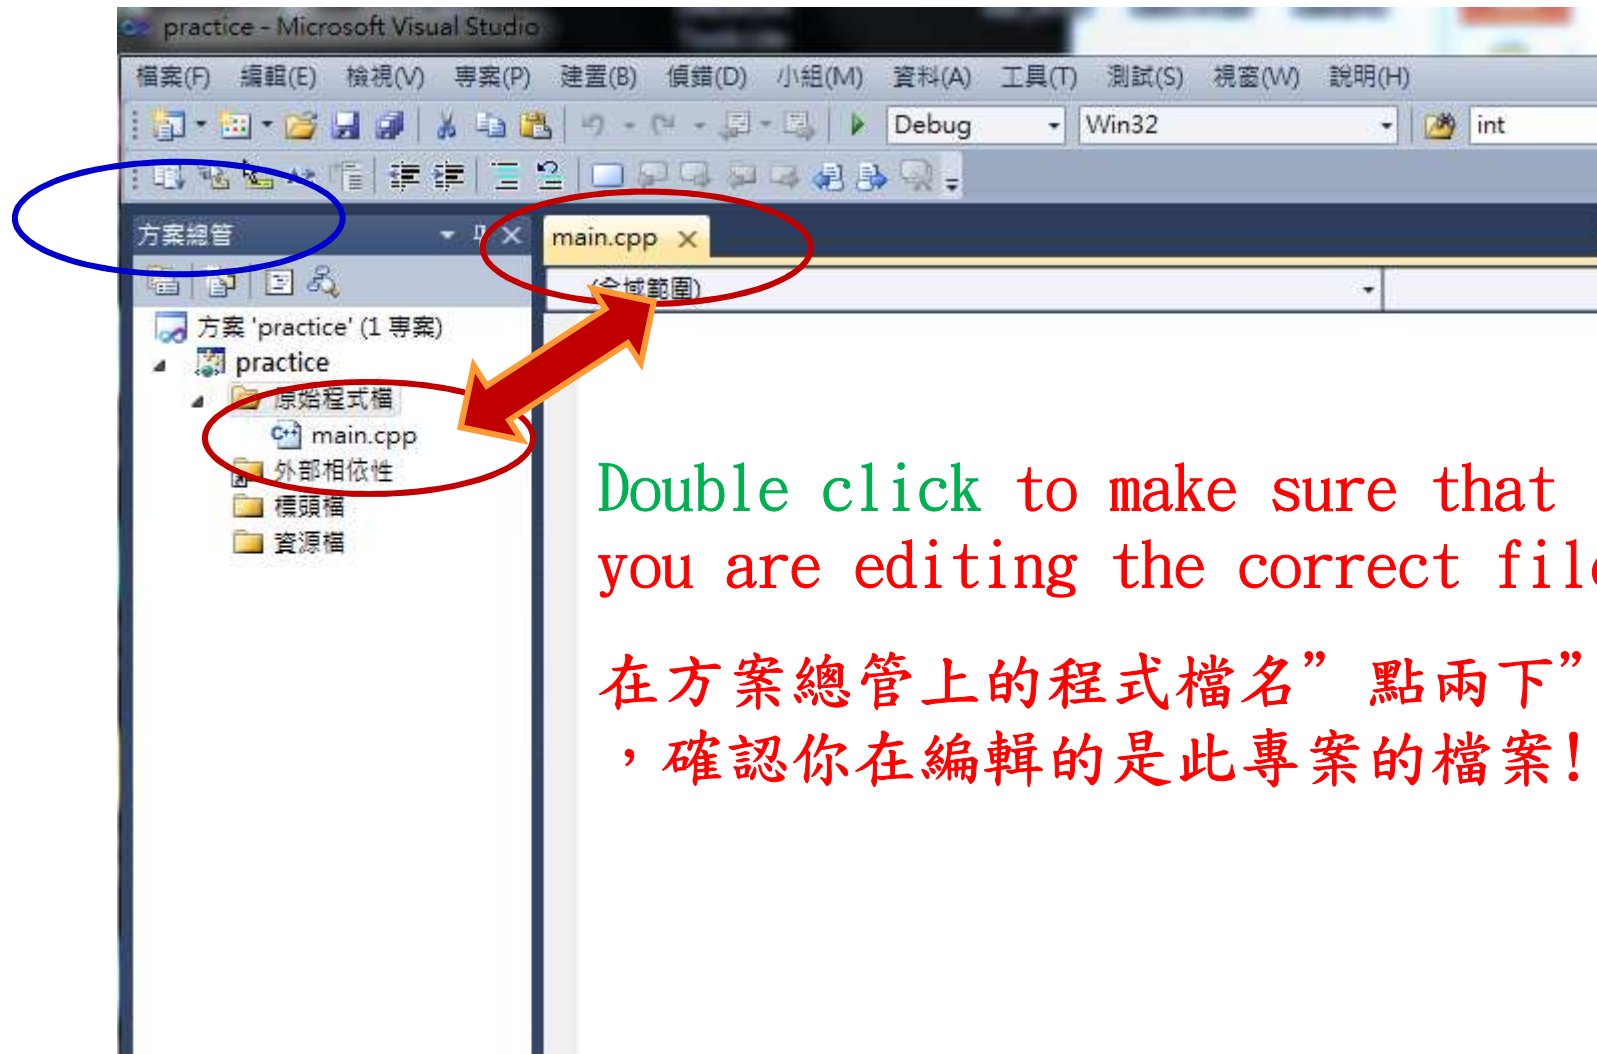 practice - Microsoft Visual Studio
檔案(F) 編輯(E) 檢視(V) 專案(P) 建置(B) 偵錯(D) 小組(M) 資料(A) 工具(T) 測試(S) 視窗(W) 說明(H)
Debug Win32 int
方案總管
main.cpp
(全域範圍)
方案 'practice' (1 專案)
practice
原始程式檔
main.cpp
外部相依性
標頭檔
資源檔
Double click to make sure that
you are editing the correct file
在方案總管上的程式檔名”點兩下”
，確認你在編輯的是此專案的檔案!